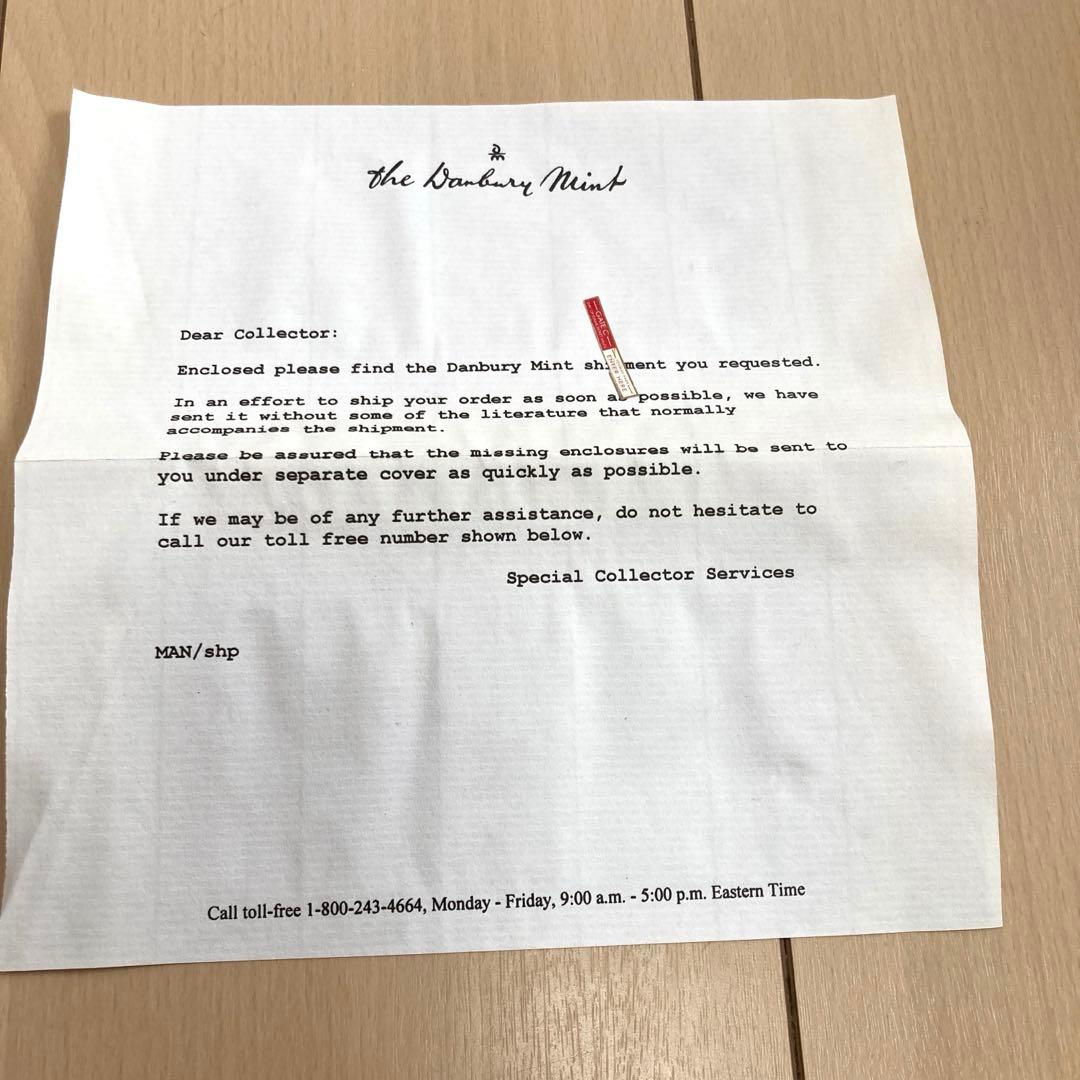 the Danbury Mint
Dear Collector:
GATE C
ENTER HERE
Enclosed please find the Danbury Mint shipment you requested.
In an effort to ship your order as soon as possible, we have
sent it without some of the literature that normally
accompanies the shipment.
Please be assured that the missing enclosures will be sent to
you under separate cover as quickly as possible.
If we may be of any further assistance, do not hesitate to
call our toll free number shown below.
Special Collector Services
MAN/shp
Call toll-free 1-800-243-4664, Monday - Friday, 9:00 a.m. - 5:00 p.m. Eastern Time